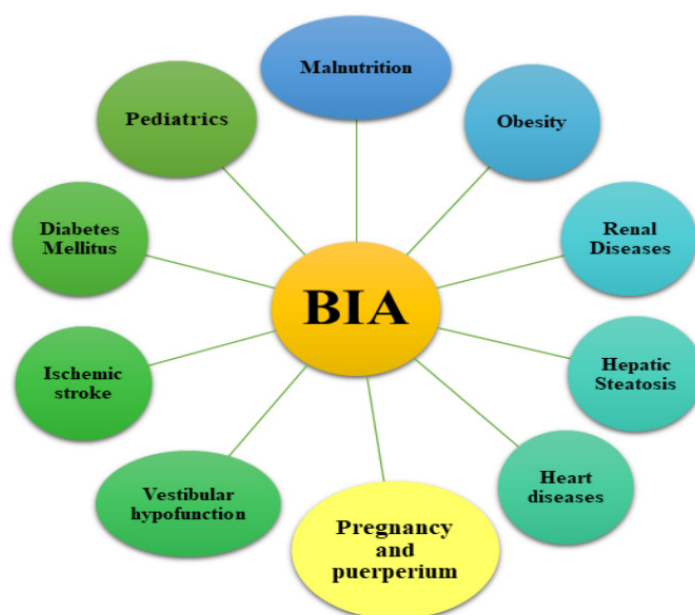 Malnutrition
Obesity
Renal
Diseases
Hepatic
Steatosis
Heart
diseases
Pregnancy
and
puerperium
Vestibular
hypofunction
Ischemic
stroke
Diabetes
Mellitus
Pediatrics
BIA